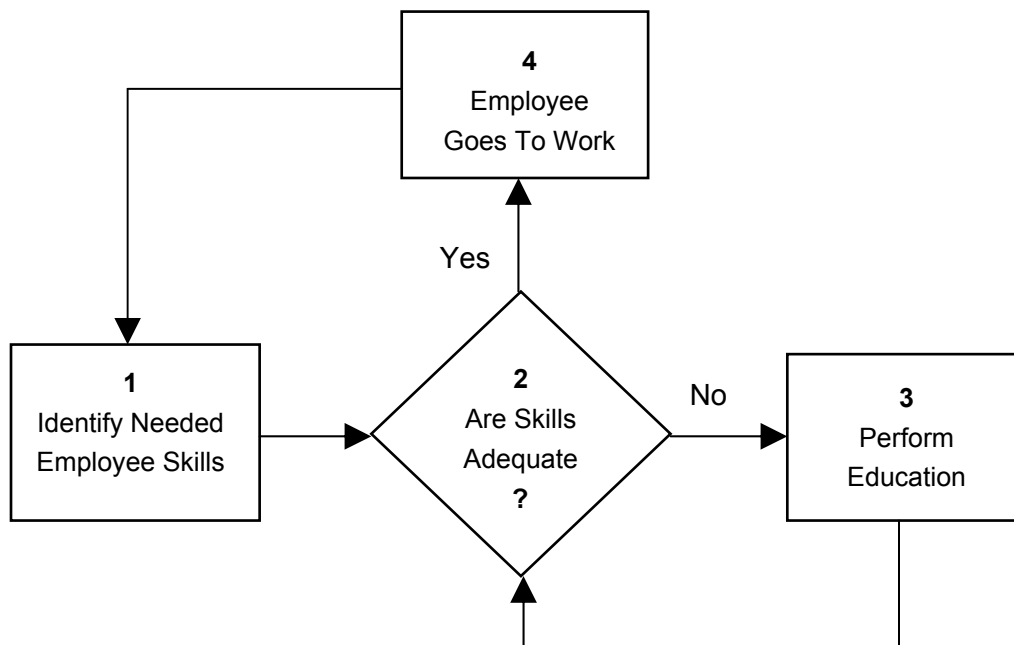 4
Employee
Goes To Work
Yes
1
Identify Needed
Employee Skills
2
Are Skills
Adequate
?
No
3
Perform
Education